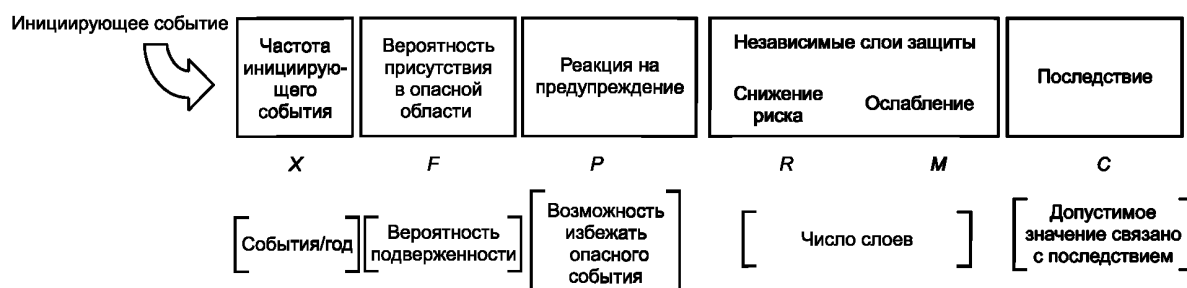 Инициирующее событие
Частота
инициирую-
щего
события
Вероятность
присутствия
в опасной
области
Реакция на
предупреждение
Независимые слои защиты
Снижение
риска
Ослабление
Последствие
X
F
P
R
M
C
События/год
Вероятность
подверженности
Возможность
избежать
опасного
события
Число слоев
Допустимое
значение связано
с последствием